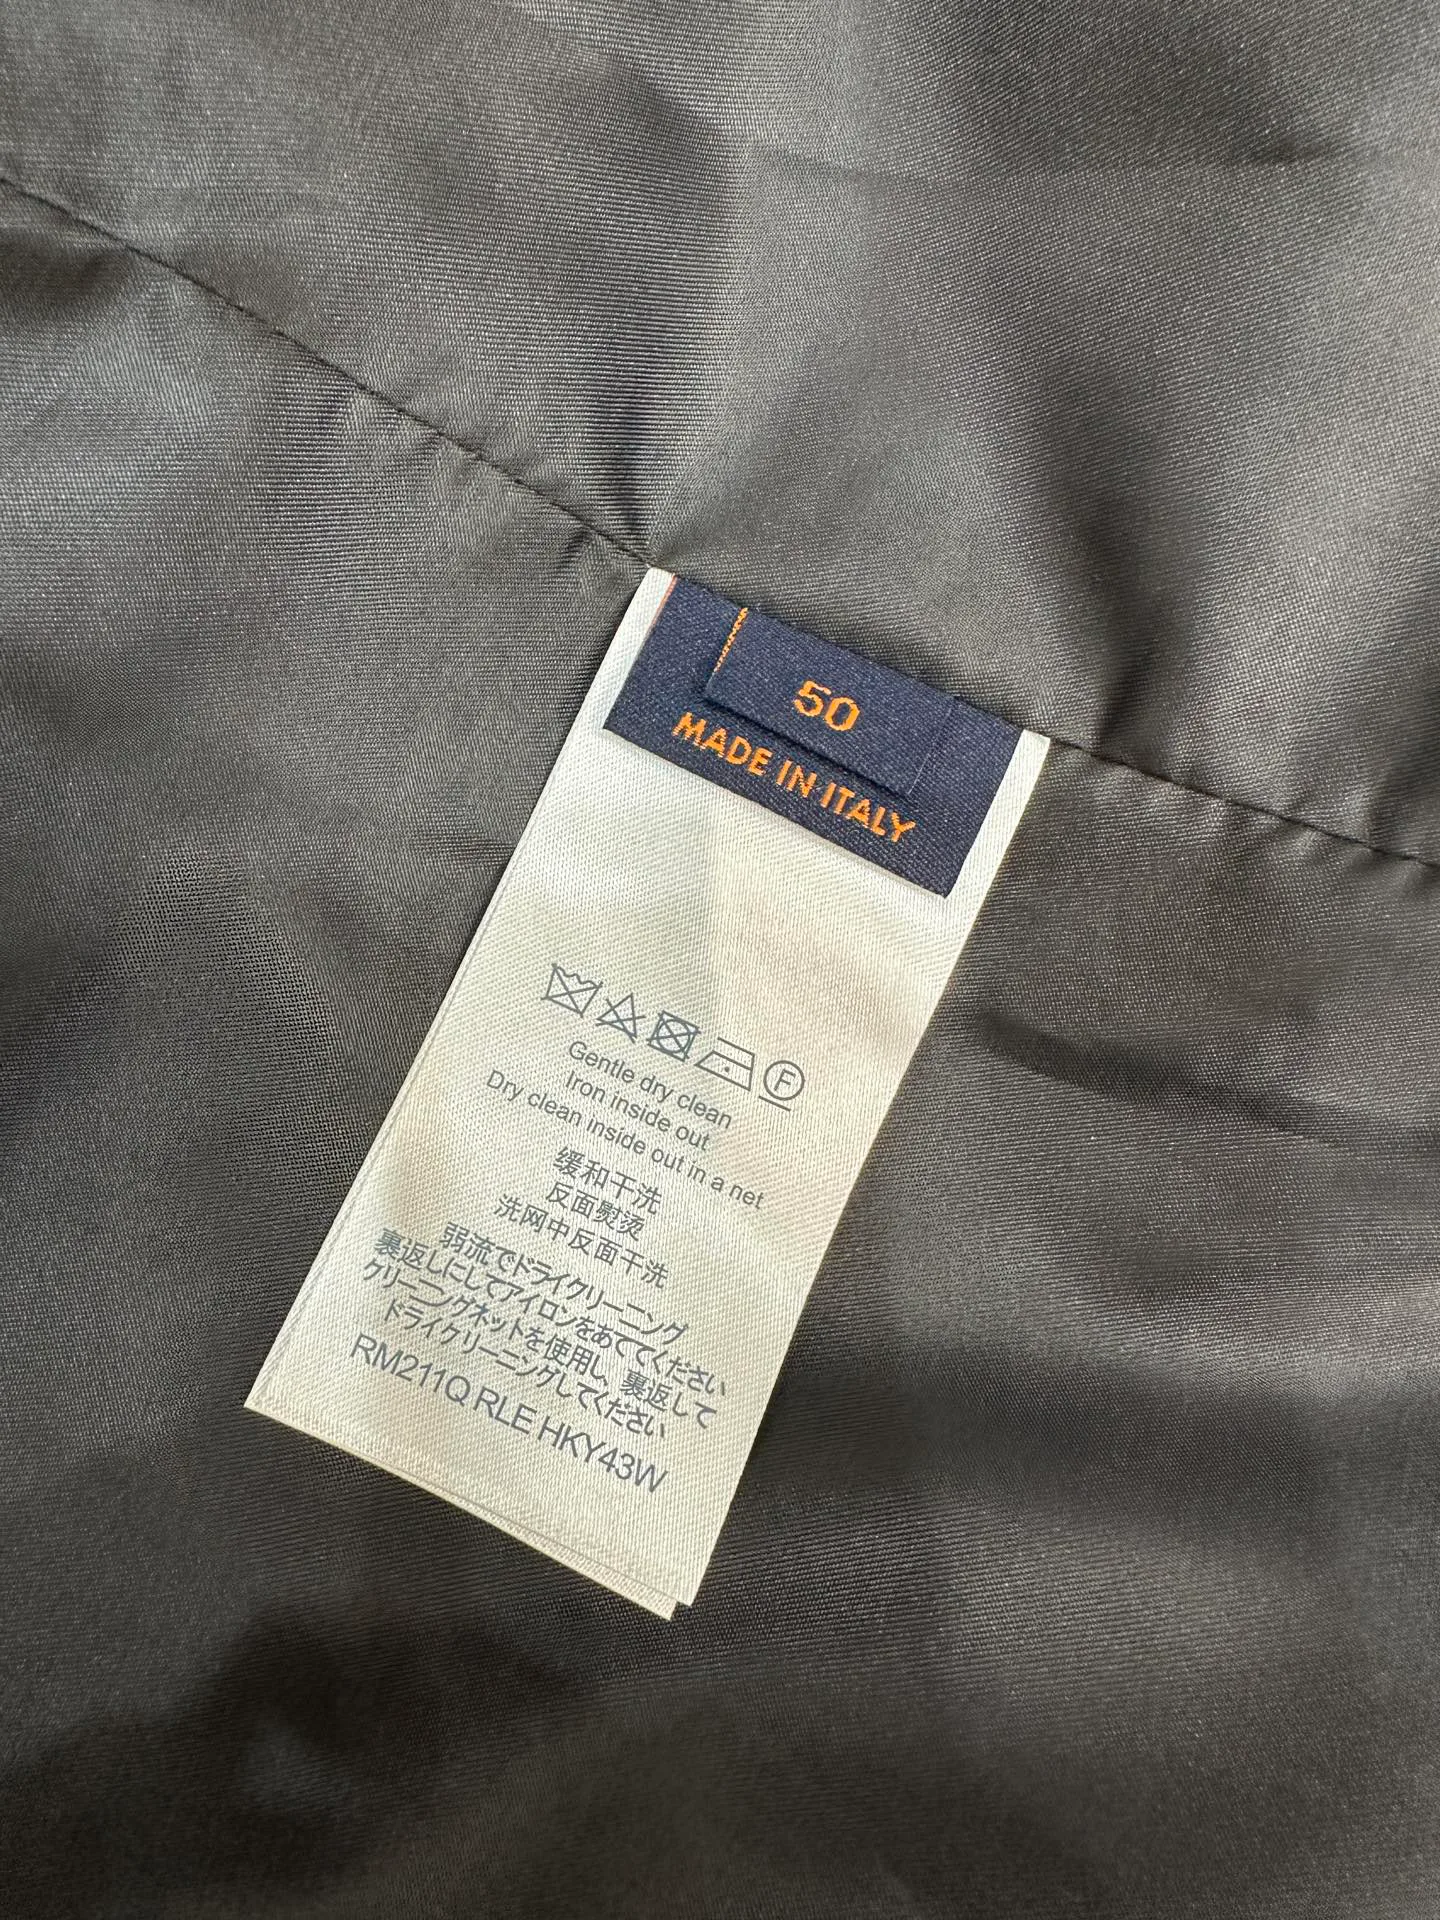 50
MADE IN ITALY
F
Gentle dry clean
Iron inside out
Dry clean inside out in a net
缓和干洗
反面熨烫
洗网中反面干洗
弱流でドライクリーニング
裏返しにしてアイロンをあててください
クリーニングネットを使用し、裏返して
ドライクリーニングしてください
RM211Q RLE HKY43W